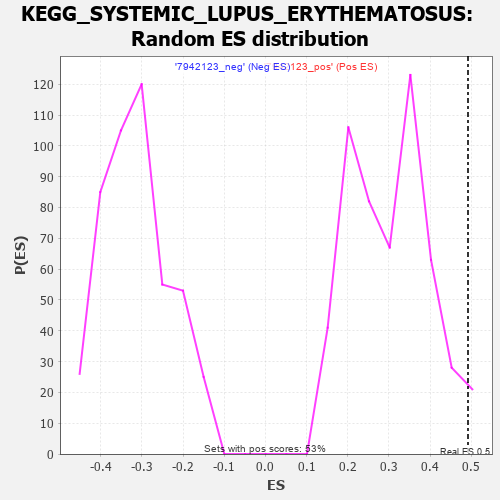 KEGG_SYSTEMIC_LUPUS_ERYTHEMATOSUS:
Random ES distribution
'7942123_neg' (Neg ES)123_pos' (Pos ES)
120
110
100
90
80
70
60
50
40
30
20
10
0
P(ES)
Sets with pos scores: 53%
Real ES 0.5
-0.4 -0.3 -0.2 -0.1 0.0 0.1 0.2 0.3 0.4 0.5
ES